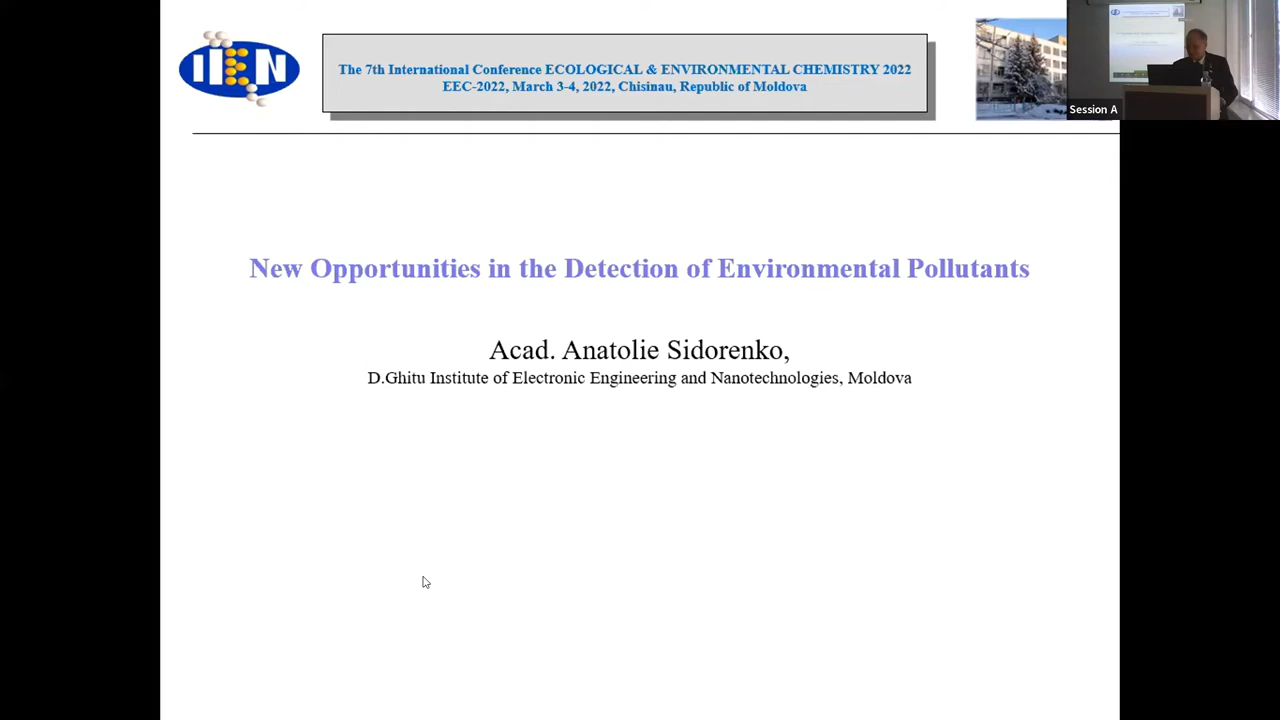 IIEN
The 7th International Conference ECOLOGICAL & ENVIRONMENTAL CHEMISTRY 2022
EEC-2022, March 3-4, 2022, Chisinau, Republic of Moldova
Session A
New Opportunities in the Detection of Environmental Pollutants
Acad. Anatolie Sidorenko,
D.Ghitu Institute of Electronic Engineering and Nanotechnologies, Moldova